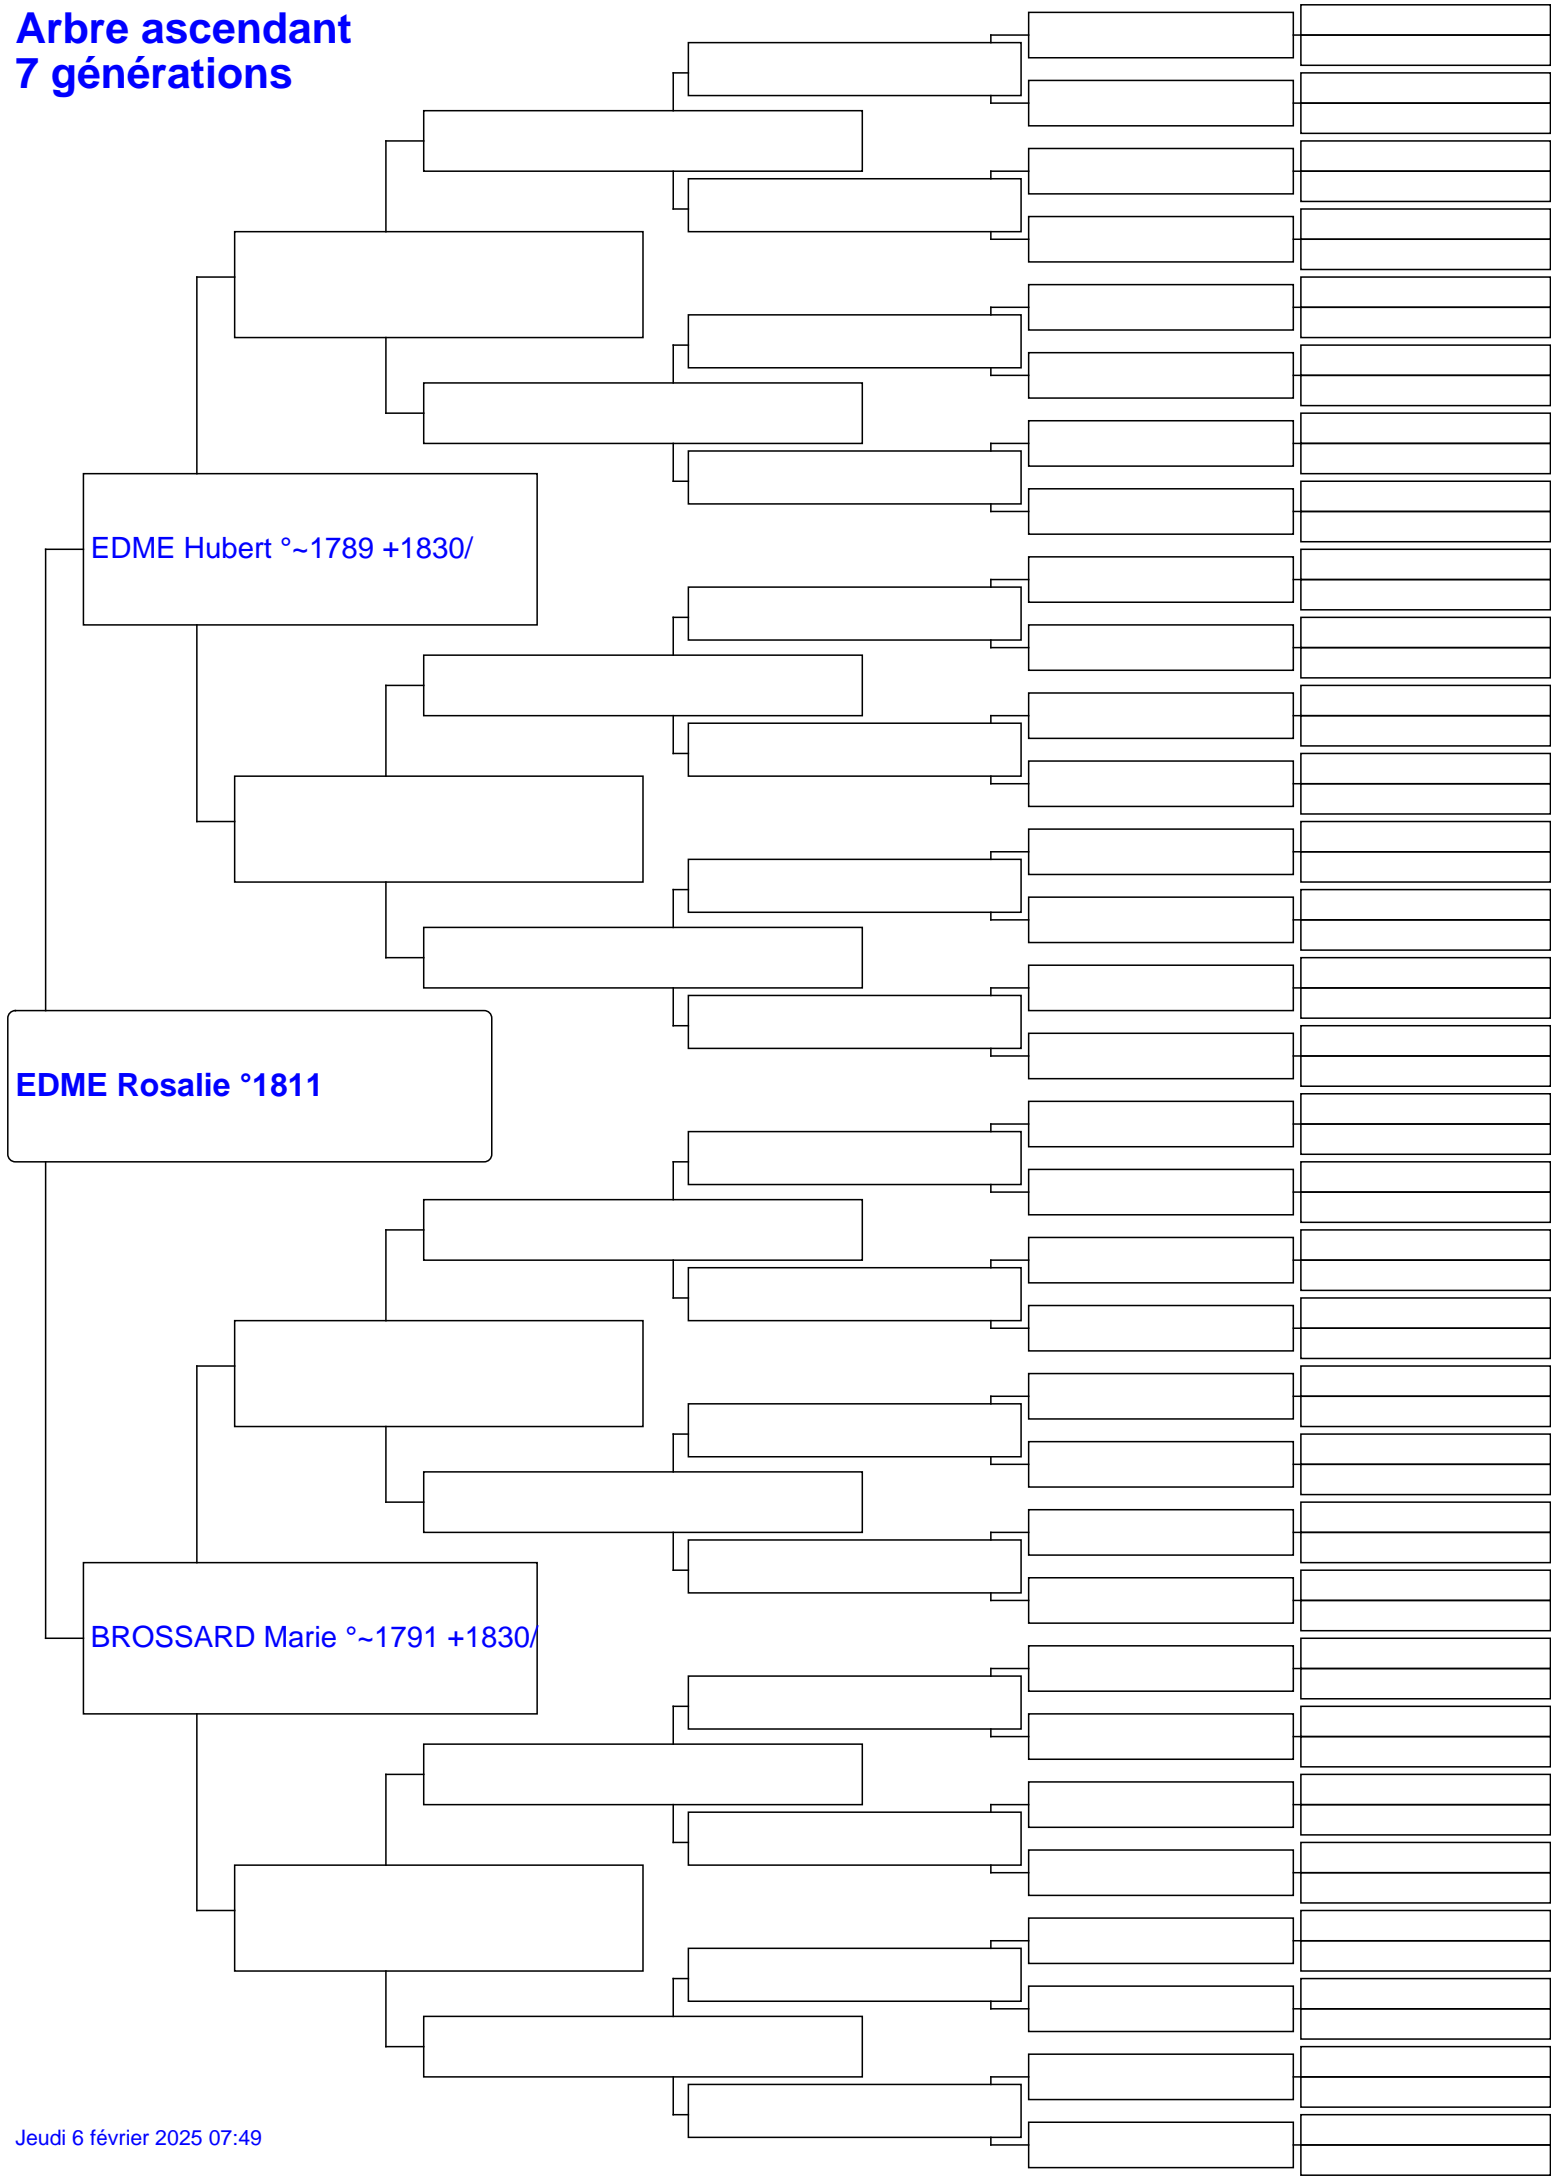 Arbre ascendant
7 générations
EDME Hubert °~1789 +1830/
EDME Rosalie °1811
BROSSARD Marie °~1791 +1830/
Jeudi 6 février 2025 07:49